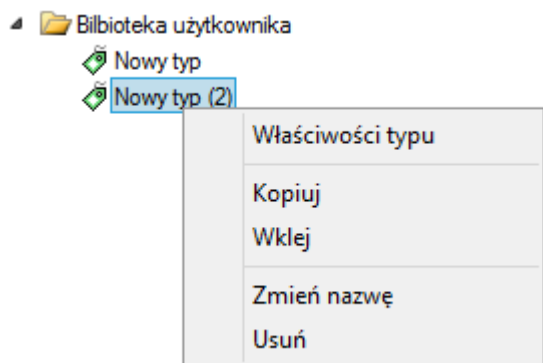 Bilbioteka użytkownika
Nowy typ
Nowy typ (2)
Właściwości typu
Kopiuj
Wklej
Zmień nazwę
Usuń